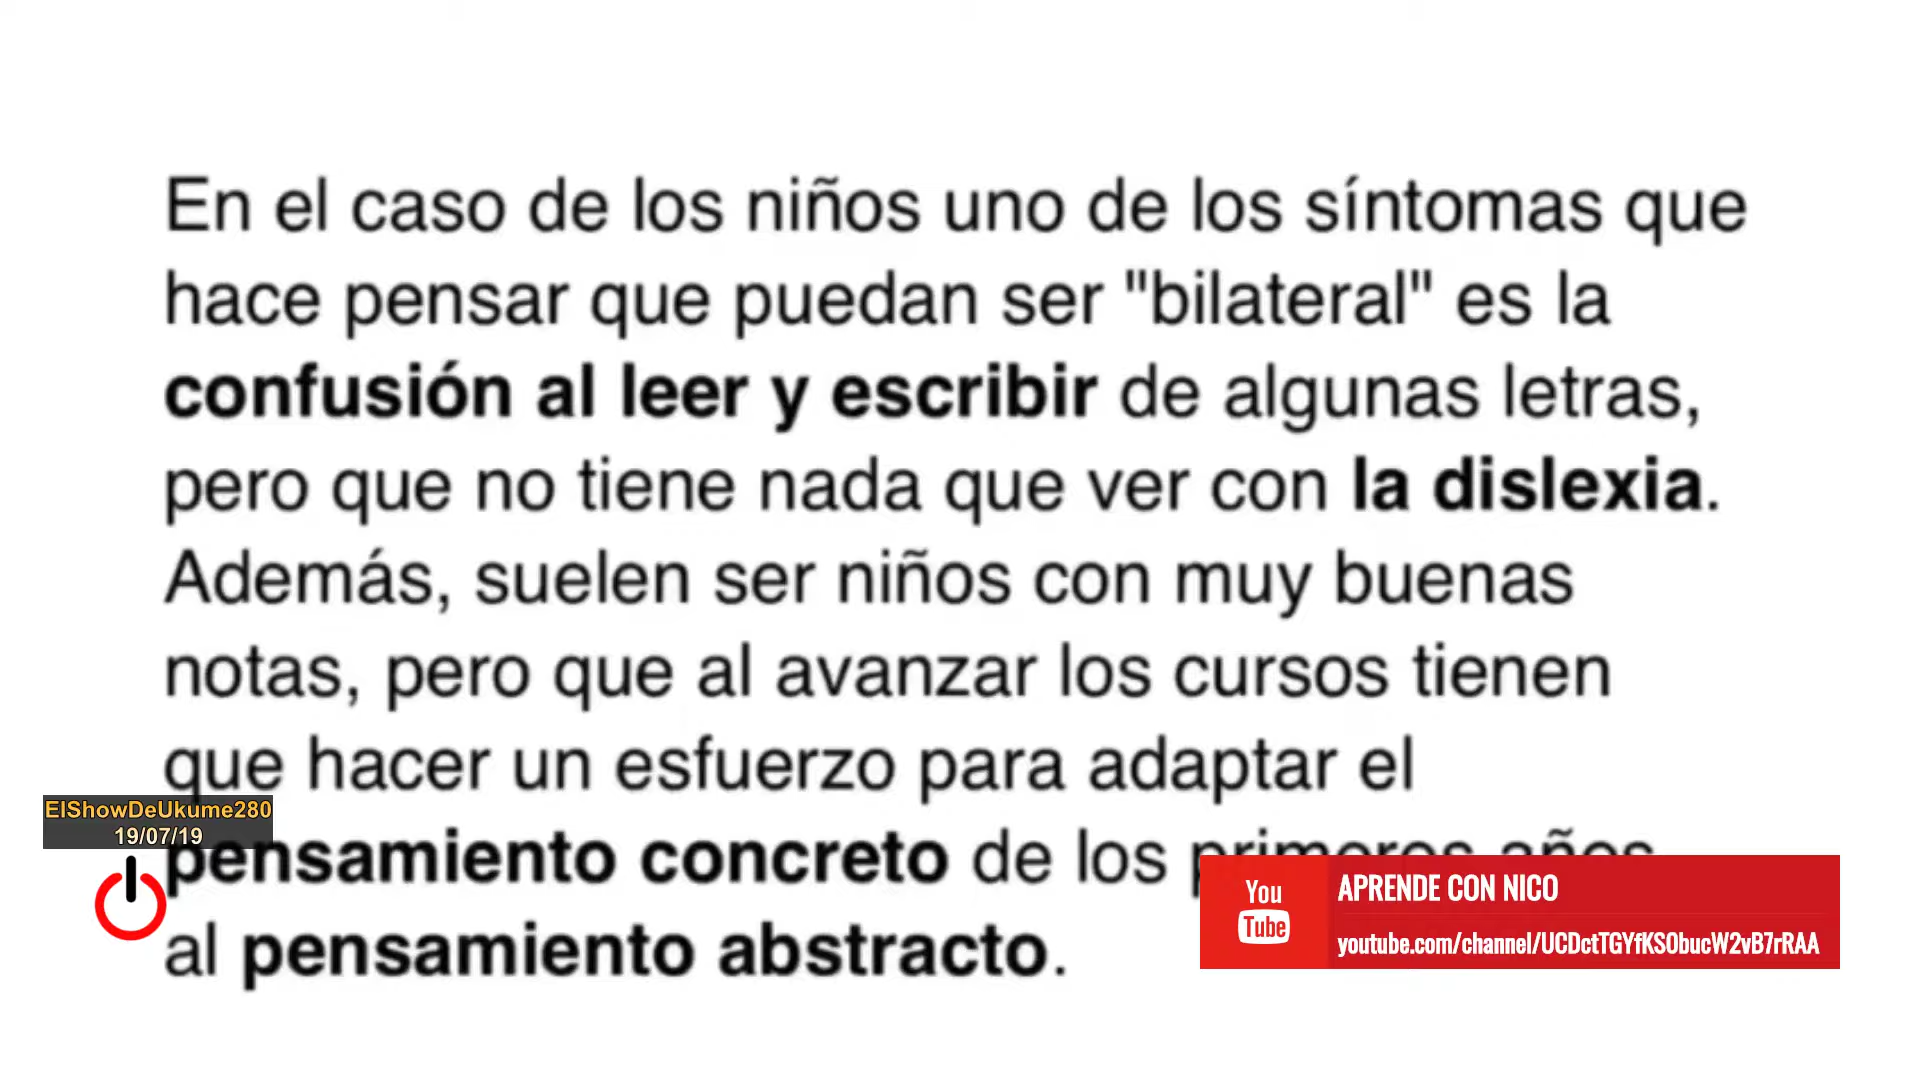 En el caso de los niños uno de los síntomas que
hace pensar que puedan ser "bilateral" es la
confusión al leer y escribir de algunas letras,
pero que no tiene nada que ver con la dislexia.
Además, suelen ser niños con muy buenas
notas, pero que al avanzar los cursos tienen
que hacer un esfuerzo para adaptar el
pensamiento concreto de los primeros años
al pensamiento abstracto.
ElShowDeUkume280
19/07/19
You
Tube
APRENDE CON NICO
youtube.com/channel/UCDctTGYfKSObucW2vB7rRAA